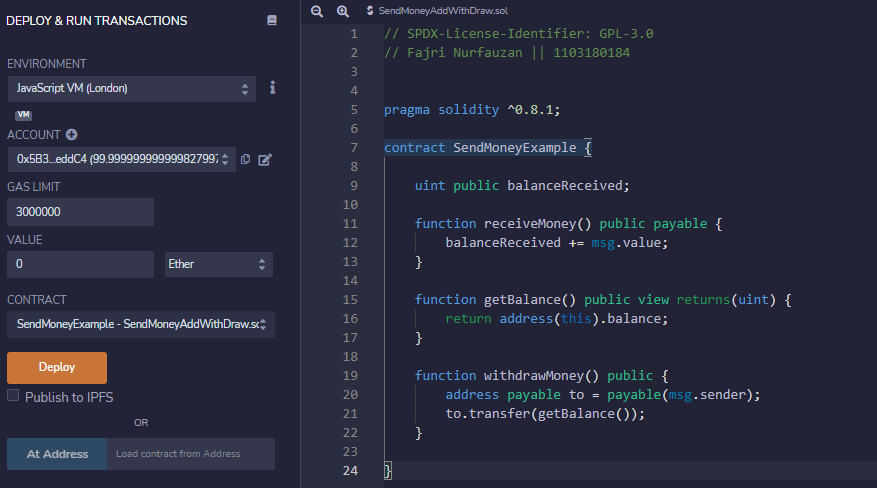 DEPLOY & RUN TRANSACTIONS
ENVIRONMENT
JavaScript VM (London)
VM
ACCOUNT
0x5B3...eddC4 (99.99999999999982797
GAS LIMIT
3000000
VALUE
0
Ether
CONTRACT
SendMoneyExample - SendMoneyAddWithDraw.sc
Deploy
Publish to IPFS
OR
At Address
Load contract from Address
SendMoneyAddWithDraw.sol
1 // SPDX-License-Identifier: GPL-3.0
2 // Fajri Nurfauzan || 1103180184
3
4
5 pragma solidity ^0.8.1;
6
7 contract SendMoneyExample {
8
9 uint public balanceReceived;
10
11 function receiveMoney() public payable {
12 balanceReceived += msg.value;
13 }
14
15 function getBalance() public view returns(uint) {
16 return address(this).balance;
17 }
18
19 function withdrawMoney() public {
20 address payable to = payable(msg.sender);
21 to.transfer(getBalance());
22 }
23
24 }